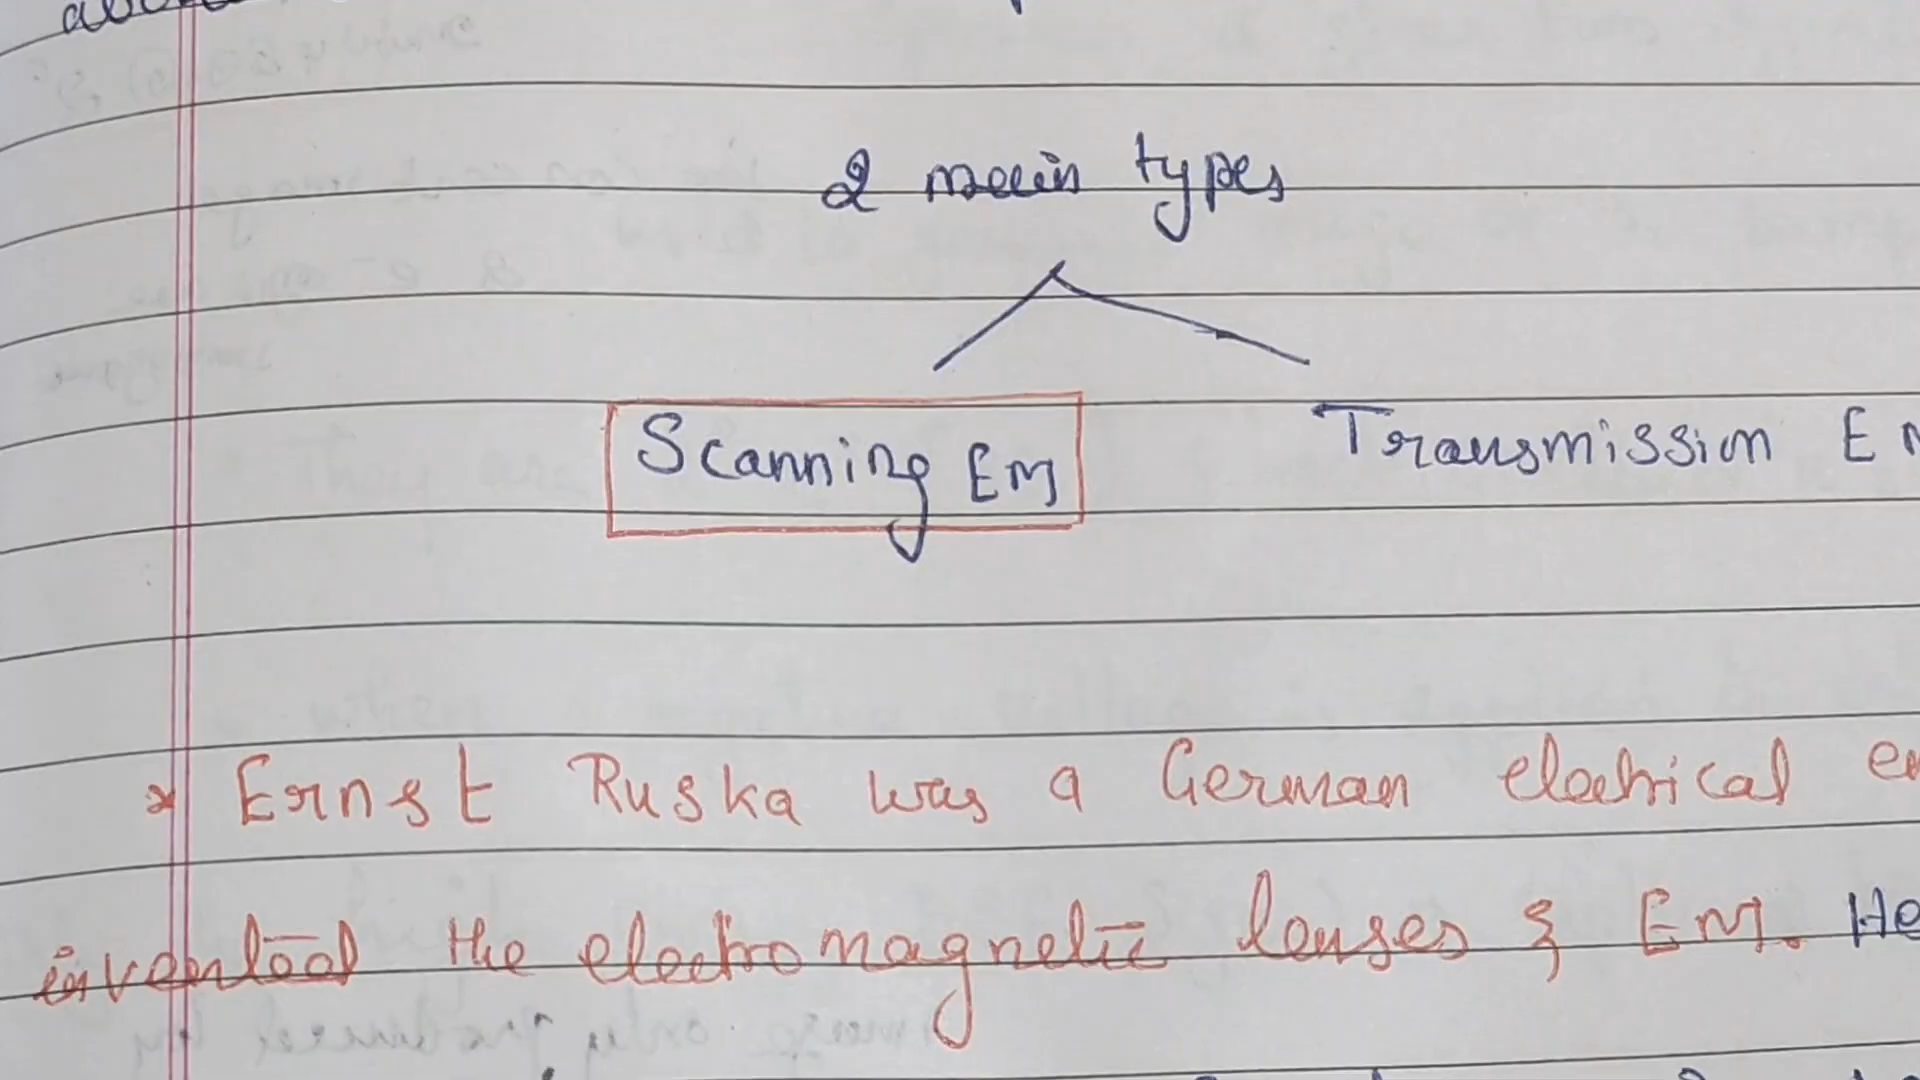 2 main types
Scanning EM Transmission E
* Ernst Ruska was a German electrical
invented the electromagnetic lenses & EM. He